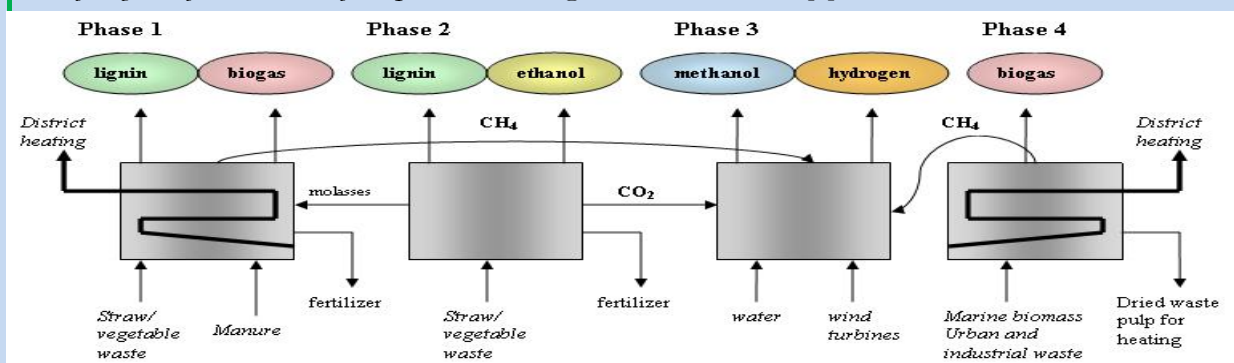 Phase 1
Phase 2
Phase 3
Phase 4
lignin
biogas
lignin
ethanol
methanol
hydrogen
biogas
District
heating
CH₄
CH₄
District
heating
molasses
CO₂
fertilizer
fertilizer
Straw/
vegetable
waste
Manure
Straw/
vegetable
waste
water
wind
turbines
Marine biomass
Urban and
industrial waste
Dried waste
pulp for
heating